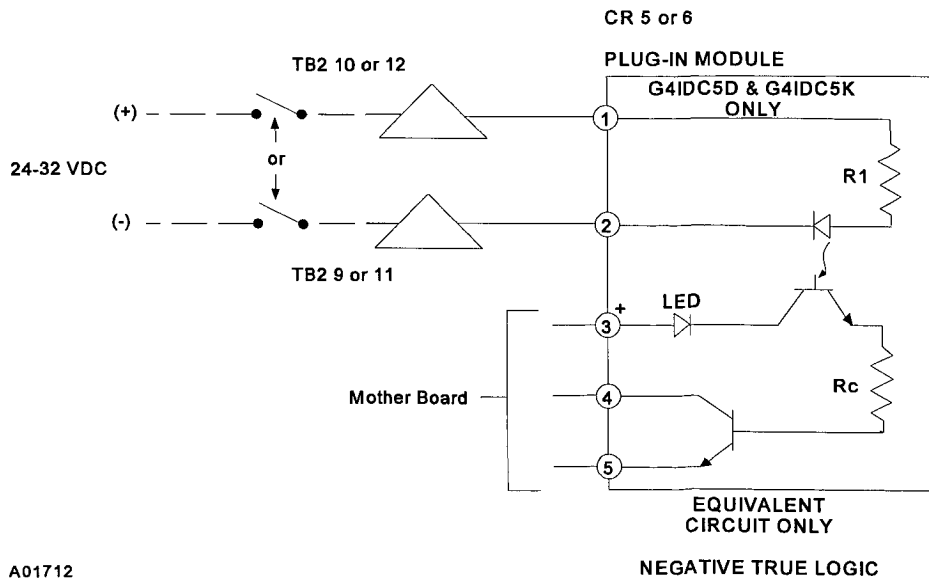 CR 5 or 6
PLUG-IN MODULE
TB2 10 or 12
G4IDC5D & G4IDC5K
ONLY
(+)
1
R1
24-32 VDC
or
(-)
2
TB2 9 or 11
LED
+
3
Rc
Mother Board
4
5
EQUIVALENT
CIRCUIT ONLY
A01712
NEGATIVE TRUE LOGIC